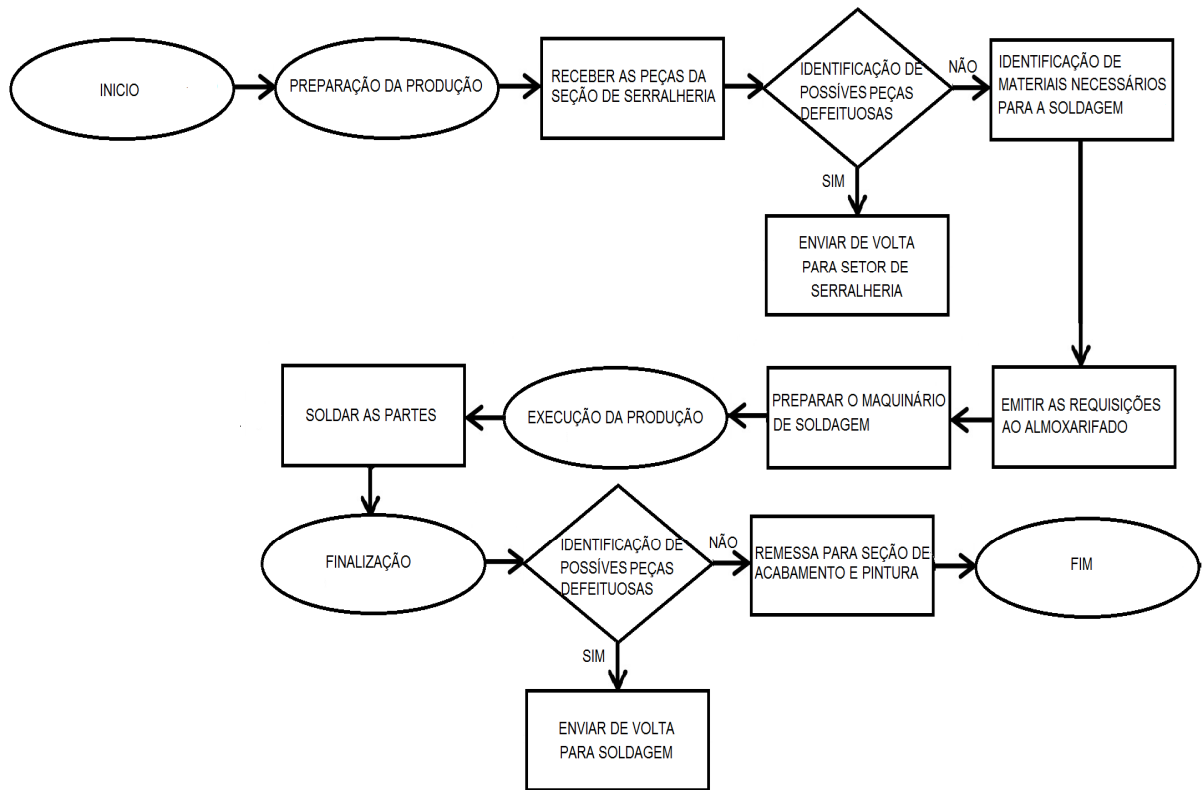 INICIO
PREPARAÇÃO DA PRODUÇÃO
RECEBER AS PEÇAS DA
SEÇÃO DE SERRALHERIA
IDENTIFICAÇÃO DE
POSSÍVES PEÇAS
DEFEITUOSAS
NÃO
IDENTIFICAÇÃO DE
MATERIAIS NECESSÁRIOS
PARA A SOLDAGEM
SIM
ENVIAR DE VOLTA
PARA SETOR DE
SERRALHERIA
EMITIR AS REQUISIÇÕES
AO ALMOXARIFADO
PREPARAR O MAQUINÁRIO
DE SOLDAGEM
EXECUÇÃO DA PRODUÇÃO
SOLDAR AS PARTES
FINALIZAÇÃO
IDENTIFICAÇÃO DE
POSSÍVES PEÇAS
DEFEITUOSAS
NÃO
REMESSA PARA SEÇÃO DE
ACABAMENTO E PINTURA
FIM
SIM
ENVIAR DE VOLTA
PARA SOLDAGEM